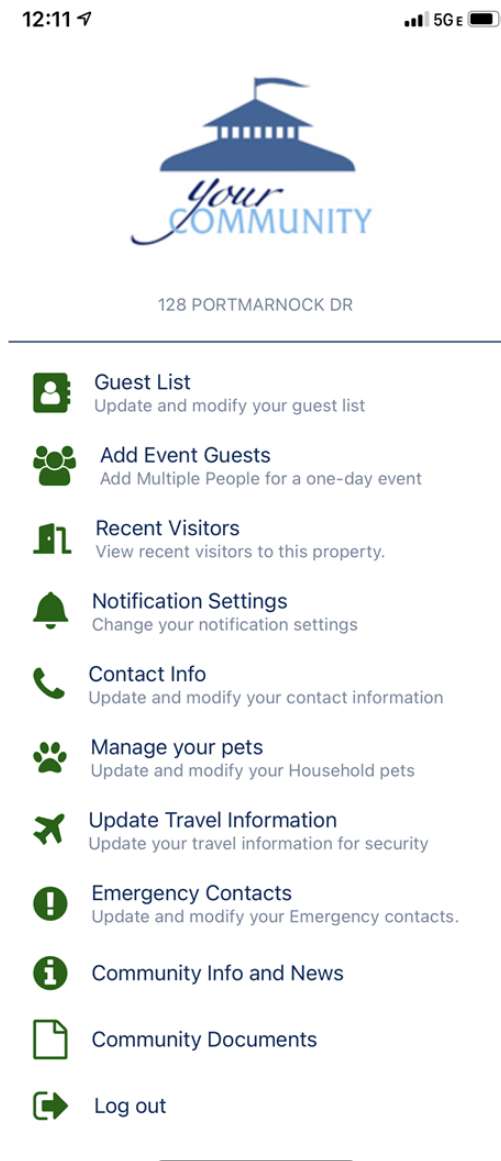 12:11
5G E
your
COMMUNITY
128 PORTMARNOCK DR
Guest List
Update and modify your guest list
Add Event Guests
Add Multiple People for a one-day event
Recent Visitors
View recent visitors to this property.
Notification Settings
Change your notification settings
Contact Info
Update and modify your contact information
Manage your pets
Update and modify your Household pets
Update Travel Information
Update your travel information for security
Emergency Contacts
Update and modify your Emergency contacts.
Community Info and News
Community Documents
Log out